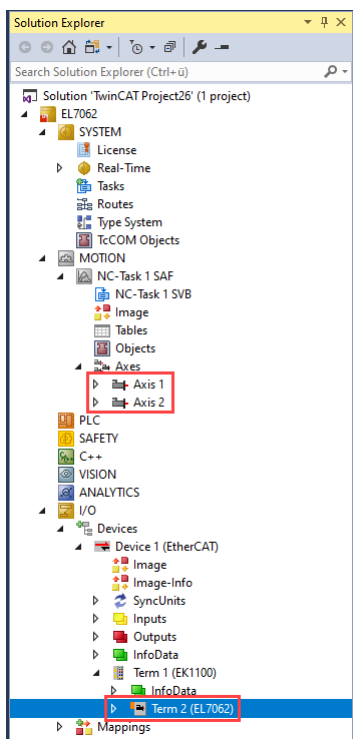 Solution Explorer
Search Solution Explorer (Ctrl+ü)
Solution 'TwinCAT Project26' (1 project)
EL7062
SYSTEM
License
Real-Time
Tasks
Routes
Type System
TcCOM Objects
MOTION
NC-Task 1 SAF
NC-Task 1 SVB
Image
Tables
Objects
Axes
Axis 1
Axis 2
PLC
SAFETY
C++
VISION
ANALYTICS
I/O
Devices
Device 1 (EtherCAT)
Image
Image-Info
SyncUnits
Inputs
Outputs
InfoData
Term 1 (EK1100)
InfoData
Term 2 (EL7062)
Mappings